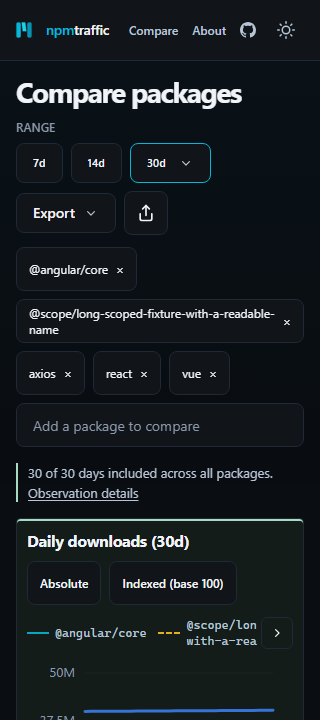 npmtraffic Compare About
Compare packages
RANGE
7d 14d 30d
Export
@angular/core ×
@scope/long-scoped-fixture-with-a-readable-
name ×
axios × react × vue ×
Add a package to compare
30 of 30 days included across all packages.
Observation details
Daily downloads (30d)
Absolute Indexed (base 100)
@angular/core @scope/lon
with-a-rea
50M
37.5M